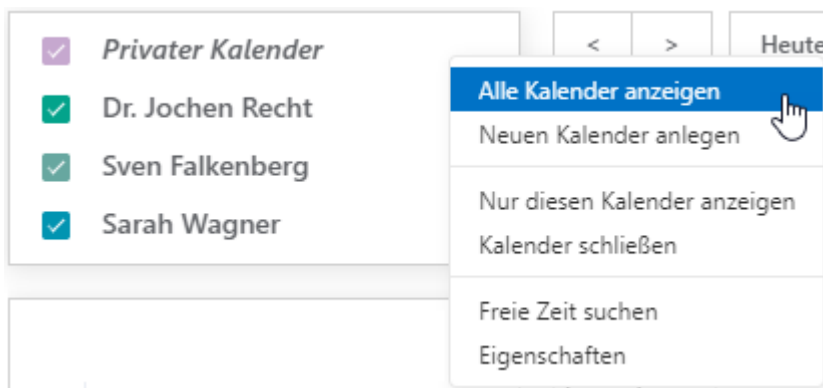 Privater Kalender
Dr. Jochen Recht
Sven Falkenberg
Sarah Wagner
< > Heute
Alle Kalender anzeigen
Neuen Kalender anlegen
Nur diesen Kalender anzeigen
Kalender schließen
Freie Zeit suchen
Eigenschaften